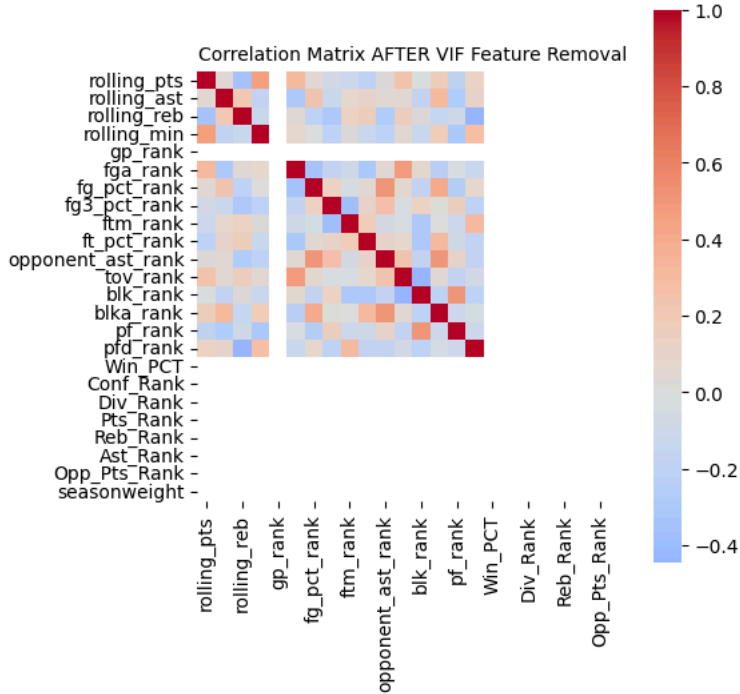 Correlation Matrix AFTER VIF Feature Removal
rolling_pts
rolling_ast
rolling_reb
rolling_min
gp_rank
fga_rank
fg_pct_rank
fg3_pct_rank
ftm_rank
ft_pct_rank
opponent_ast_rank
tov_rank
blk_rank
blka_rank
pf_rank
pfd_rank
Win_PCT
Conf_Rank
Div_Rank
Pts_Rank
Reb_Rank
Ast_Rank
Opp_Pts_Rank
seasonweight
rolling_pts
rolling_reb
gp_rank
fg_pct_rank
ftm_rank
opponent_ast_rank
blk_rank
pf_rank
Win_PCT
Div_Rank
Reb_Rank
Opp_Pts_Rank
1.0
0.8
0.6
0.4
0.2
0.0
−0.2
−0.4